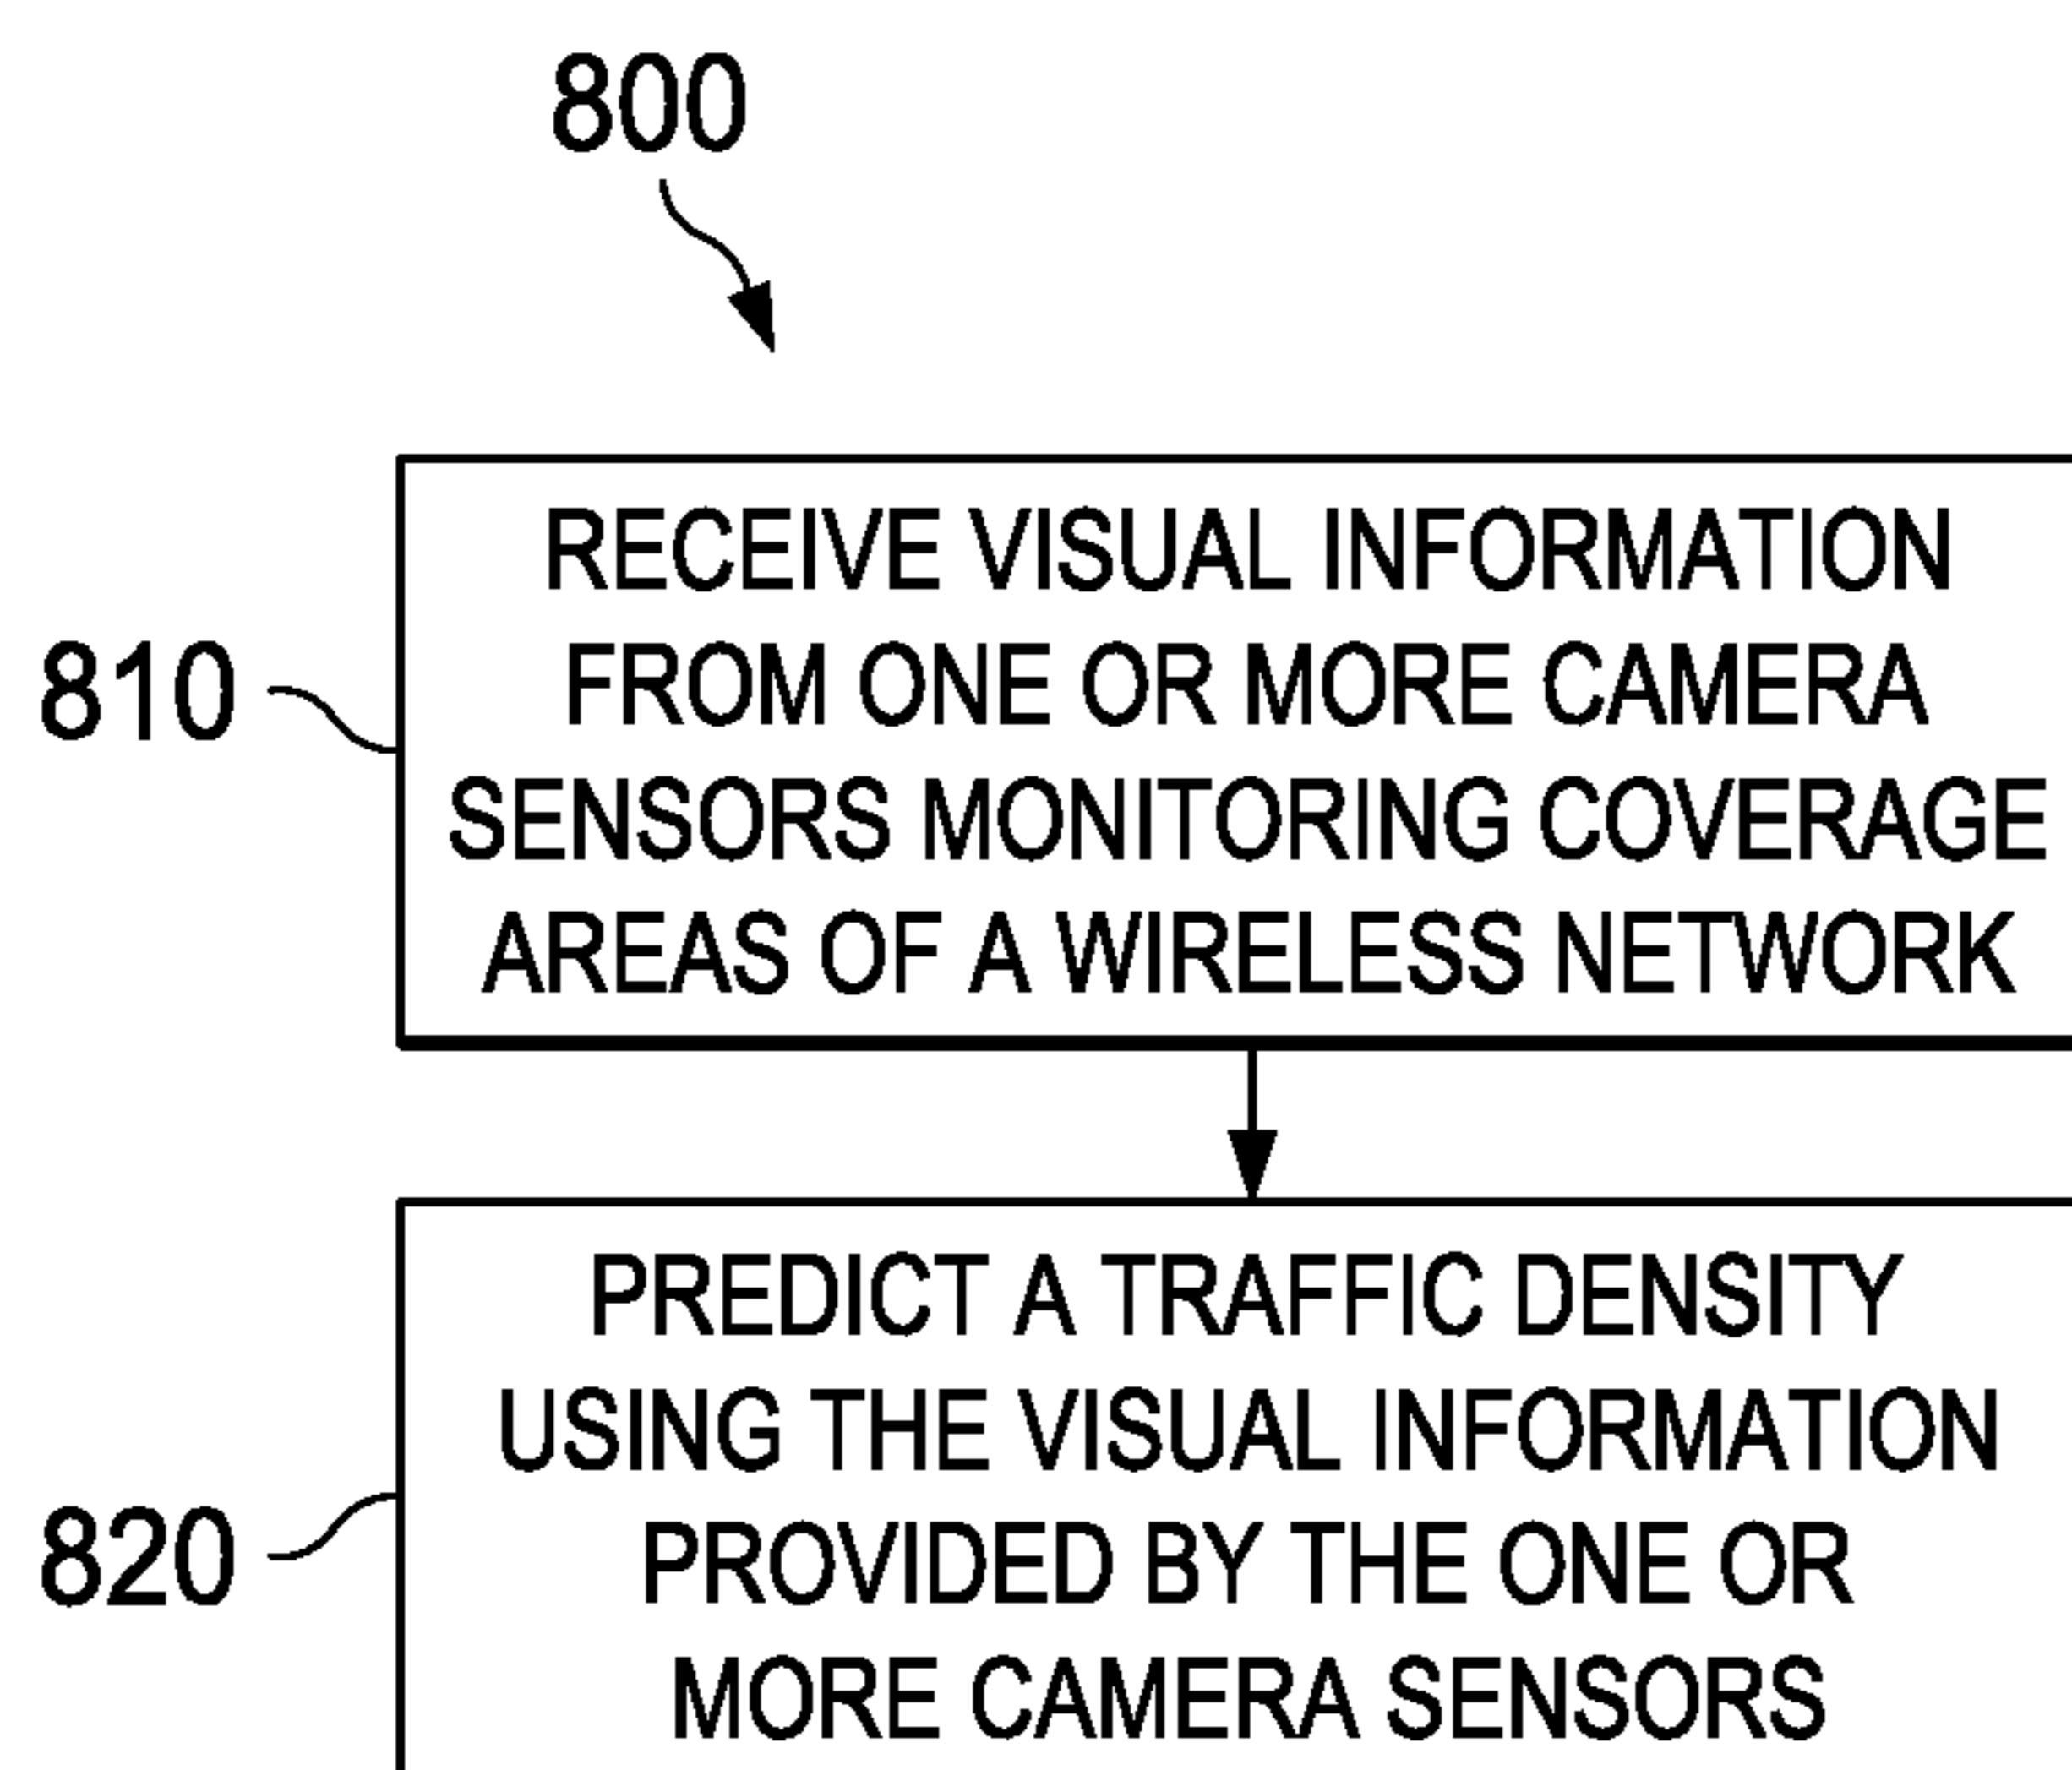 800
810
RECEIVE VISUAL INFORMATION
FROM ONE OR MORE CAMERA
SENSORS MONITORING COVERAGE
AREAS OF A WIRELESS NETWORK
820
PREDICT A TRAFFIC DENSITY
USING THE VISUAL INFORMATION
PROVIDED BY THE ONE OR
MORE CAMERA SENSORS